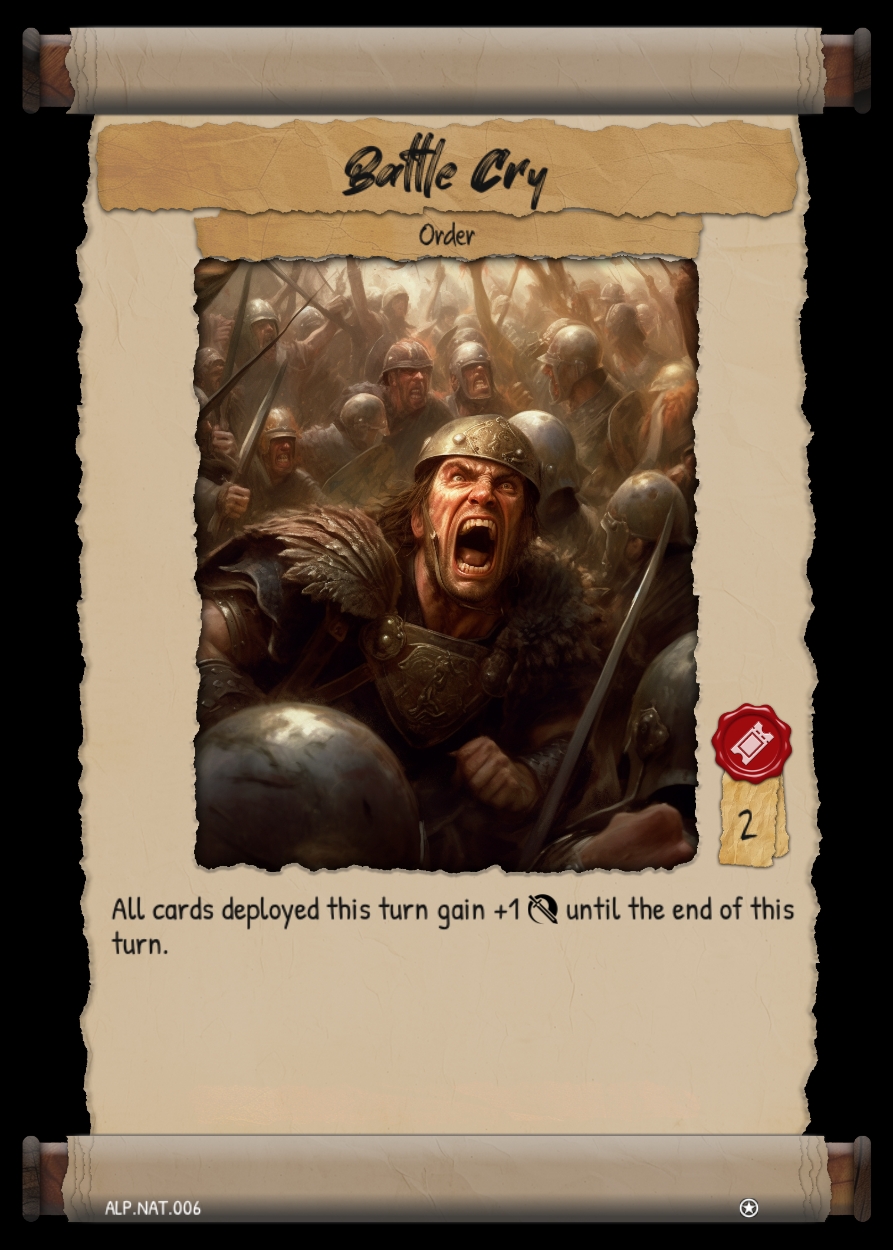 Battle Cry
Order
2
All cards deployed this turn gain +1 until the end of this
turn.
ALP.NAT.006